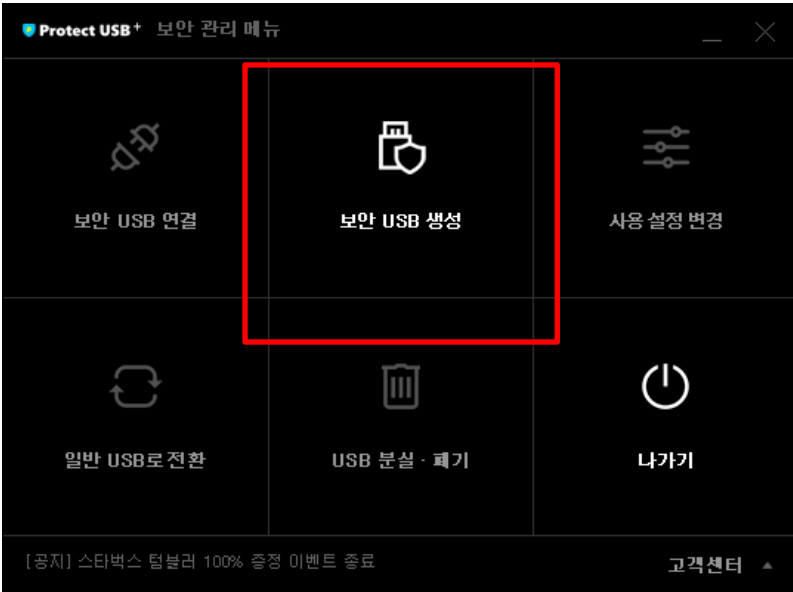 Protect USB+ 보안 관리 메뉴
보안 USB 연결
보안 USB 생성
사용 설정 변경
일반 USB로 전환
USB 분실 · 폐기
나가기
[공지] 스타벅스 텀블러 100% 증정 이벤트 종료
고객센터